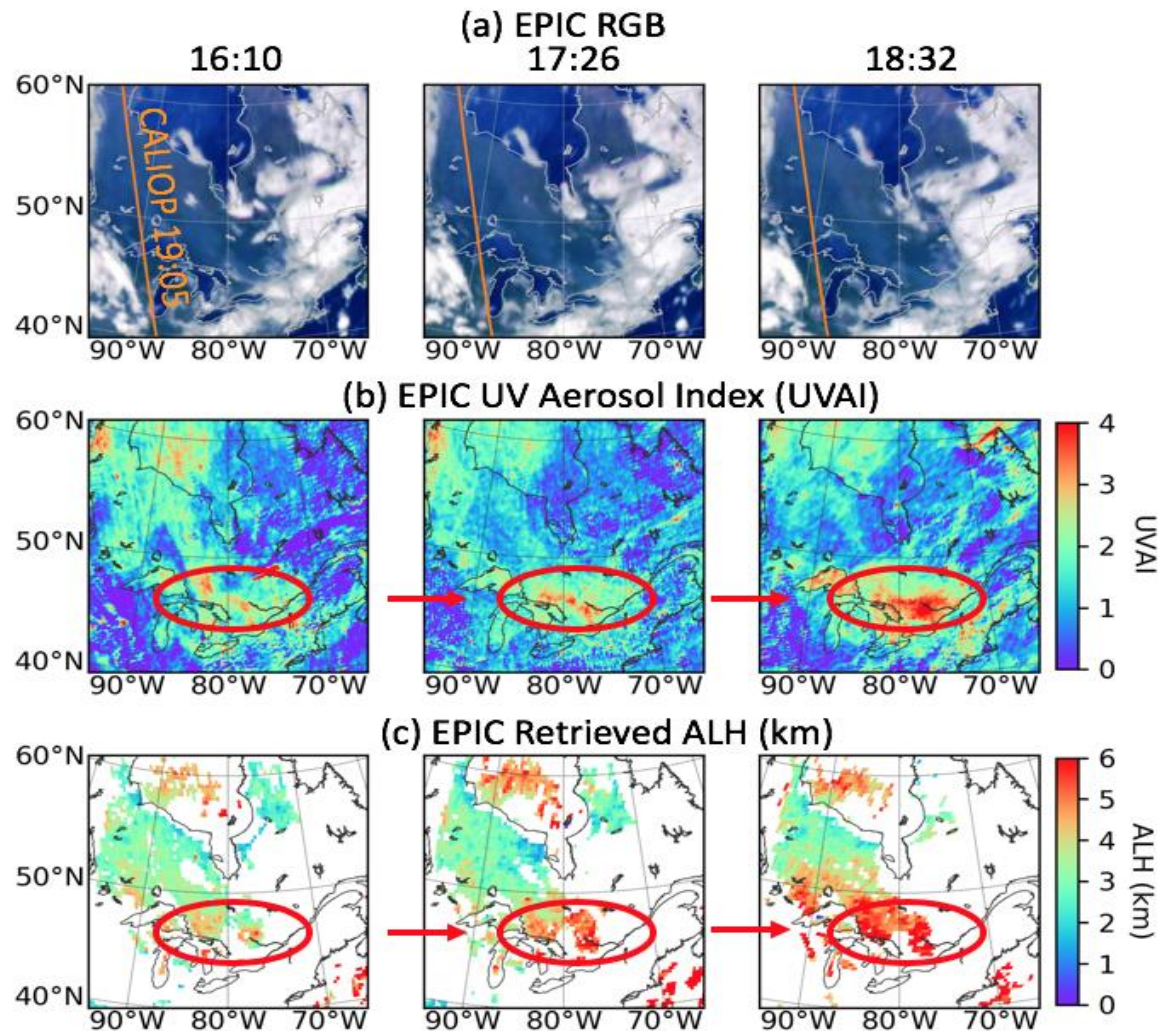 (a) EPIC RGB
16:10 17:26 18:32
60°N
50°N
40°N
CALIOP 19:05
90°W 80°W 70°W 90°W 80°W 70°W 90°W 80°W 70°W
(b) EPIC UV Aerosol Index (UVAI)
60°N
50°N
40°N
4
3
2
1
0
UVAI
90°W 80°W 70°W 90°W 80°W 70°W 90°W 80°W 70°W
(c) EPIC Retrieved ALH (km)
60°N
50°N
40°N
6
5
4
3
2
1
0
ALH (km)
90°W 80°W 70°W 90°W 80°W 70°W 90°W 80°W 70°W